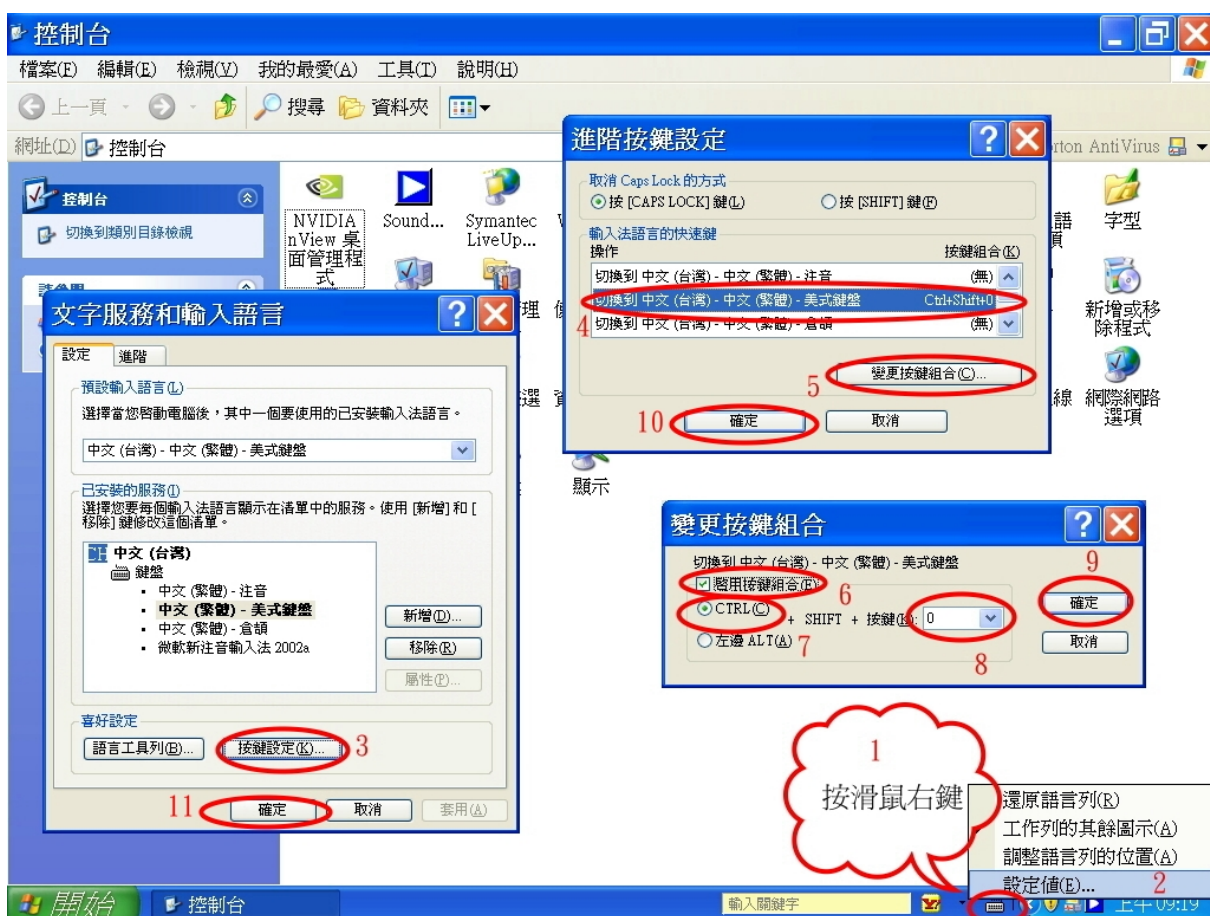 控制台
檔案(F) 編輯(E) 檢視(V) 我的最愛(A) 工具(T) 說明(H)
上一頁 搜尋 資料夾
網址(D) 控制台
rton AntiVirus
控制台
切換到類別目錄檢視
請參閱
NVIDIA
nView 桌
面管理程
式
Sound...
Symantec
LiveUp...
字型
新增或移
除程式
網際網路
選項
顯示
進階按鍵設定
取消 Caps Lock 的方式
按 [CAPS LOCK] 鍵(L) 按 [SHIFT] 鍵(F)
輸入法語言的快速鍵
操作 按鍵組合(K)
切換到 中文 (台灣) - 中文 (繁體) - 注音 (無)
切換到 中文 (台灣) - 中文 (繁體) - 美式鍵盤 Ctrl+Shift+0
4
切換到 中文 (台灣) - 中文 (繁體) - 倉頡 (無)
5 變更按鍵組合(C)...
10 確定 取消
文字服務和輸入語言
設定 進階
預設輸入語言(L)
選擇當您啟動電腦後，其中一個要使用的已安裝輸入法語言。
中文 (台灣) - 中文 (繁體) - 美式鍵盤
已安裝的服務(I)
選擇您要每個輸入法語言顯示在清單中的服務。使用 [新增] 和 [
移除] 鍵修改這個清單。
CH 中文 (台灣)
鍵盤
中文 (繁體) - 注音
中文 (繁體) - 美式鍵盤
中文 (繁體) - 倉頡
微軟新注音輸入法 2002a
新增(D)...
移除(R)
屬性(P)...
喜好設定
語言工具列(B)... 按鍵設定(K)... 3
11 確定 取消 套用(A)
變更按鍵組合
切換到 中文 (台灣) - 中文 (繁體) - 美式鍵盤
啟用按鍵組合(E) 6
CTRL(C) + SHIFT + 按鍵(K): 0
左邊 ALT(A) 7
8
9
確定
取消
1
按滑鼠右鍵
還原語言列(R)
工作列的其餘圖示(A)
調整語言列的位置(A)
設定值(E)... 2
開始 控制台 輸入關鍵字 上午 09:19